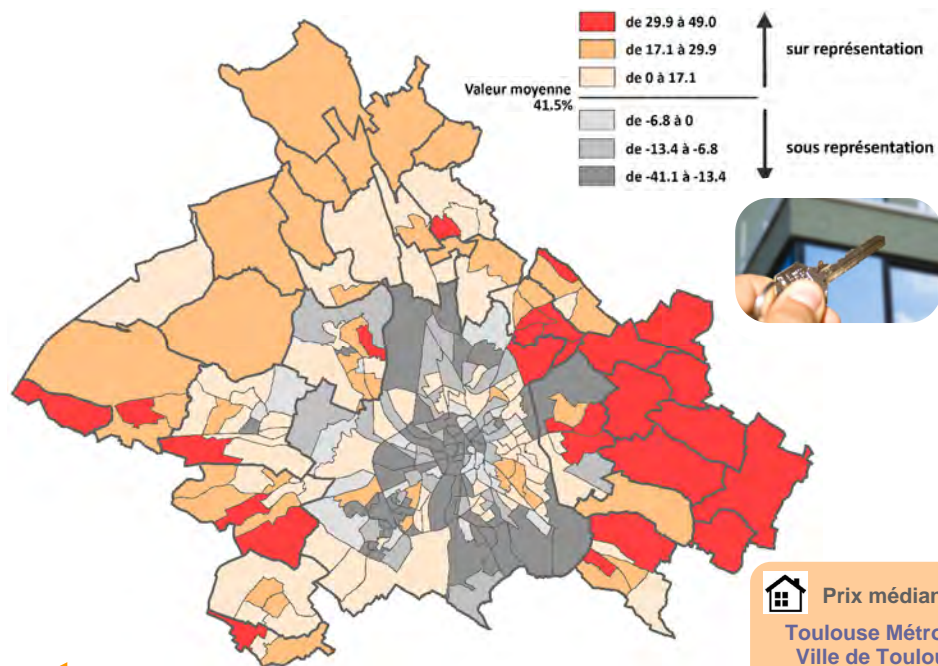 de 29.9 à 49.0
de 17.1 à 29.9
sur représentation
de 0 à 17.1
Valeur moyenne
41.5%
de -6.8 à 0
de -13.4 à -6.8
sous représentation
de -41.1 à -13.4
Prix médian
Toulouse Métro
Ville de Toulou